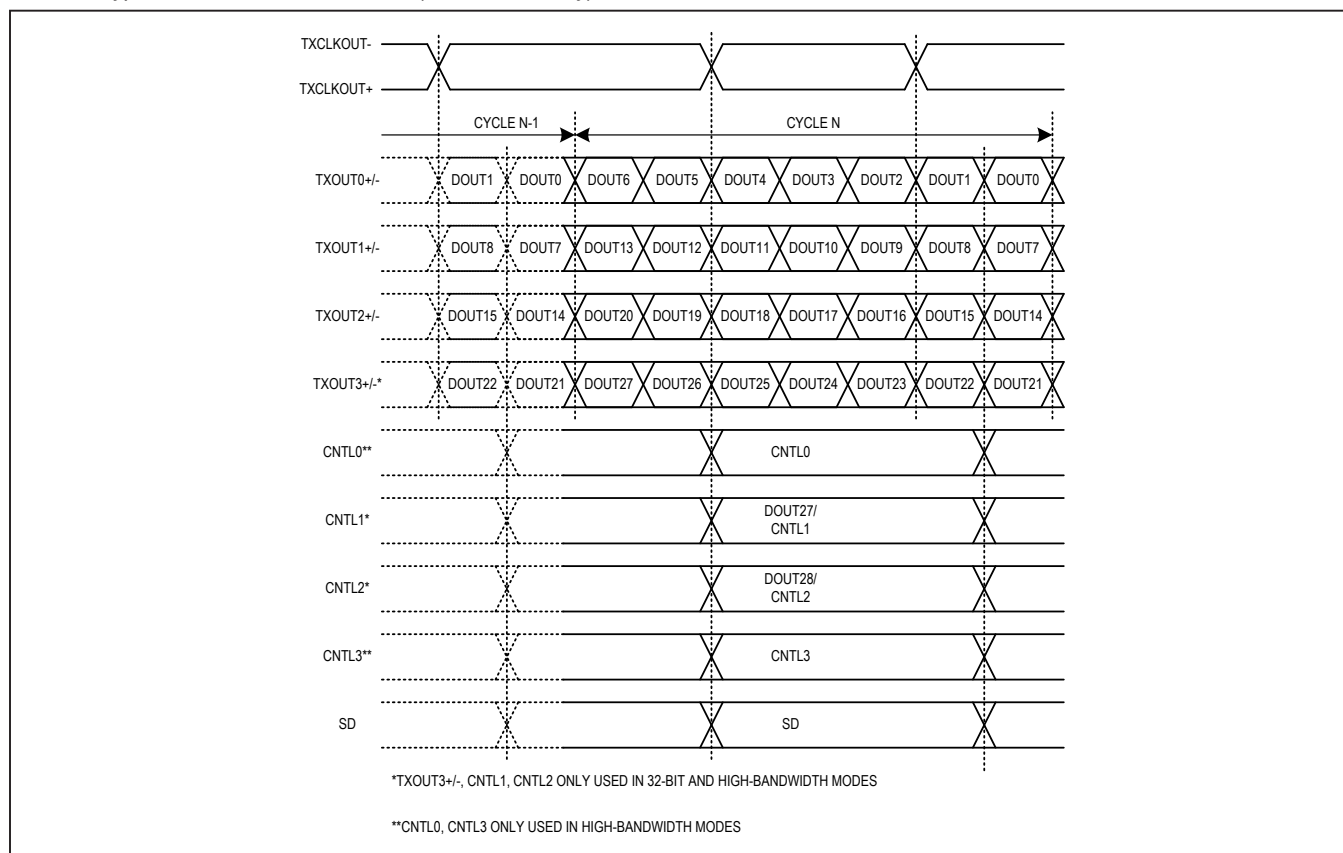 TXCLKOUT-
TXCLKOUT+
CYCLE N-1 CYCLE N
TXOUT0+/- DOUT1 DOUT0 DOUT6 DOUT5 DOUT4 DOUT3 DOUT2 DOUT1 DOUT0
TXOUT1+/- DOUT8 DOUT7 DOUT13 DOUT12 DOUT11 DOUT10 DOUT9 DOUT8 DOUT7
TXOUT2+/- DOUT15 DOUT14 DOUT20 DOUT19 DOUT18 DOUT17 DOUT16 DOUT15 DOUT14
TXOUT3+/-* DOUT22 DOUT21 DOUT27 DOUT26 DOUT25 DOUT24 DOUT23 DOUT22 DOUT21
CNTL0** CNTL0
CNTL1* DOUT27/
CNTL1
CNTL2* DOUT28/
CNTL2
CNTL3** CNTL3
SD SD
*TXOUT3+/-, CNTL1, CNTL2 ONLY USED IN 32-BIT AND HIGH-BANDWIDTH MODES
**CNTL0, CNTL3 ONLY USED IN HIGH-BANDWIDTH MODES